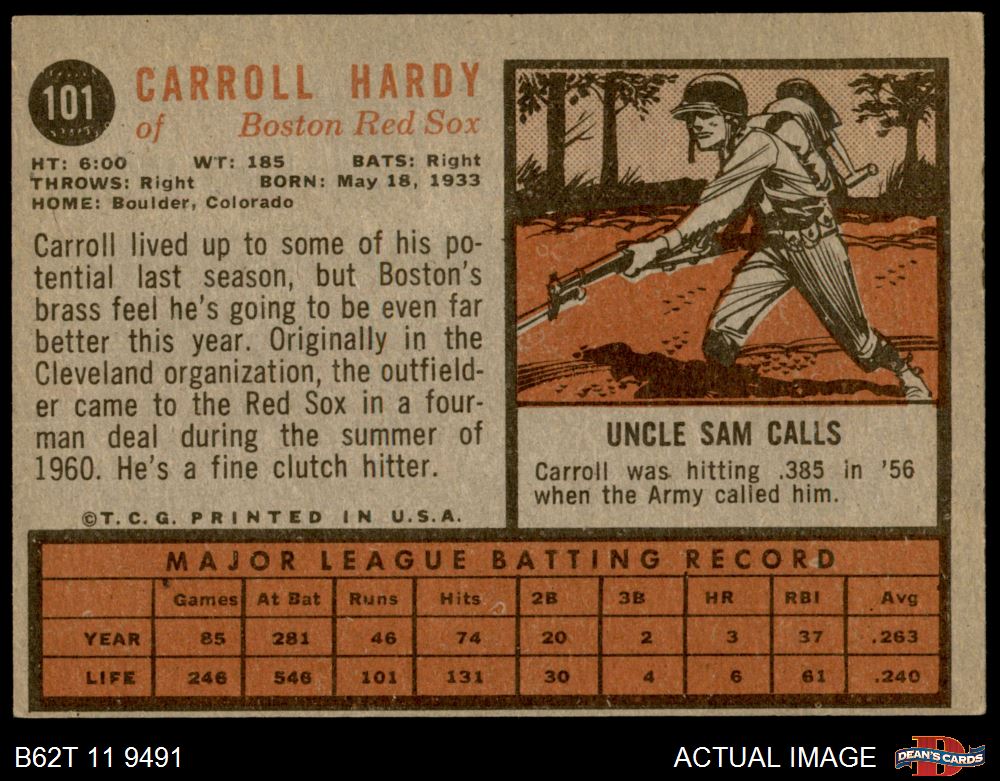 101
CARROLL HARDY
of Boston Red Sox
HT: 6:00 WT: 185 BATS: Right
THROWS: Right BORN: May 18, 1933
HOME: Boulder, Colorado
Carroll lived up to some of his po-
tential last season, but Boston's
brass feel he's going to be even far
better this year. Originally in the
Cleveland organization, the outfield-
er came to the Red Sox in a four-
man deal during the summer of
1960. He's a fine clutch hitter.
©T.C.G. PRINTED IN U.S.A.
UNCLE SAM CALLS
Carroll was hitting .385 in '56
when the Army called him.
MAJOR LEAGUE BATTING RECORD
Games At Bat Runs Hits 2B 3B HR RBI Avg
YEAR 85 281 46 74 20 2 3 37 .263
LIFE 246 546 101 131 30 4 6 61 .240
B62T 11 9491 ACTUAL IMAGE DEAN'S CARDS